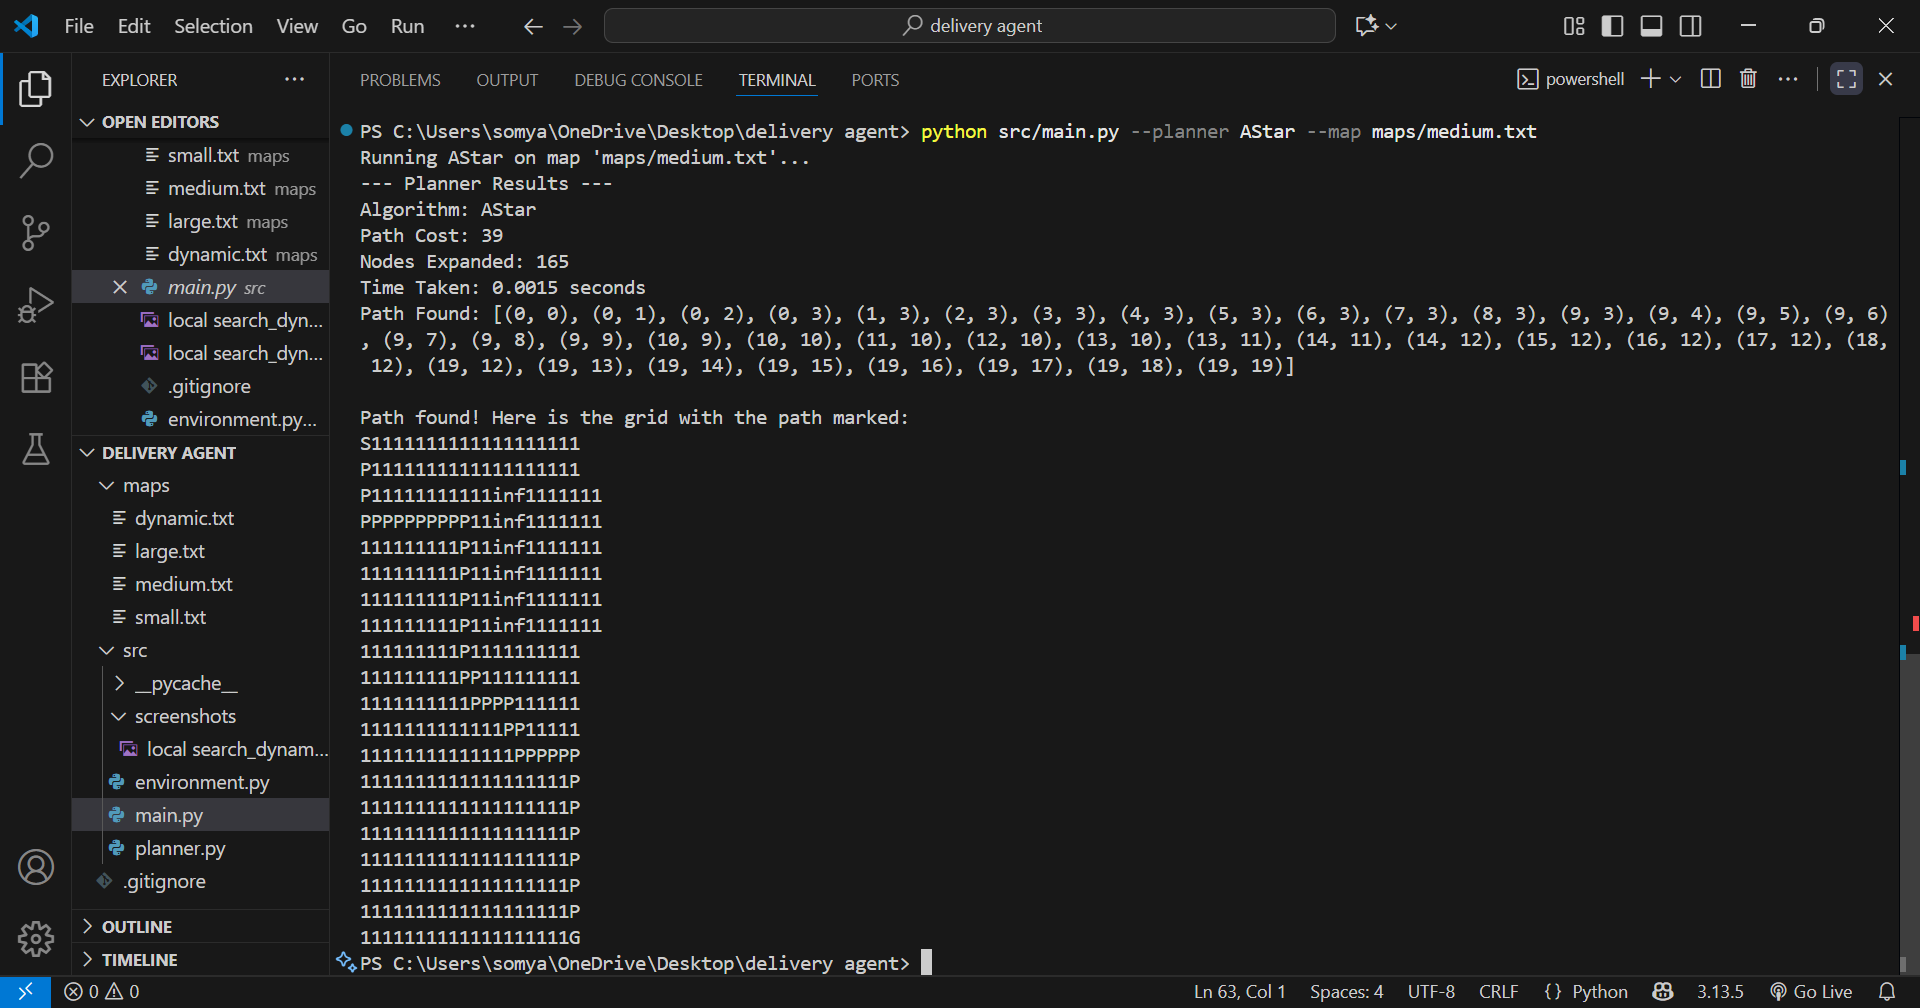 File Edit Selection View Go Run ··· delivery agent
EXPLORER ···
OPEN EDITORS
small.txt maps
medium.txt maps
large.txt maps
dynamic.txt maps
main.py src
local search_dyn...
local search_dyn...
.gitignore
environment.py...
DELIVERY AGENT
maps
dynamic.txt
large.txt
medium.txt
small.txt
src
__pycache__
screenshots
local search_dynam...
environment.py
main.py
planner.py
.gitignore
OUTLINE
TIMELINE
PROBLEMS OUTPUT DEBUG CONSOLE TERMINAL PORTS powershell
PS C:\Users\somya\OneDrive\Desktop\delivery agent> python src/main.py --planner AStar --map maps/medium.txt
Running AStar on map 'maps/medium.txt'...
--- Planner Results ---
Algorithm: AStar
Path Cost: 39
Nodes Expanded: 165
Time Taken: 0.0015 seconds
Path Found: [(0, 0), (0, 1), (0, 2), (0, 3), (1, 3), (2, 3), (3, 3), (4, 3), (5, 3), (6, 3), (7, 3), (8, 3), (9, 3), (9, 4), (9, 5), (9, 6)
, (9, 7), (9, 8), (9, 9), (10, 9), (10, 10), (11, 10), (12, 10), (13, 10), (13, 11), (14, 11), (14, 12), (15, 12), (16, 12), (17, 12), (18,
12), (19, 12), (19, 13), (19, 14), (19, 15), (19, 16), (19, 17), (19, 18), (19, 19)]
Path found! Here is the grid with the path marked:
S1111111111111111111
P1111111111111111111
P11111111111inf1111111
PPPPPPPPPP11inf1111111
111111111P11inf1111111
111111111P11inf1111111
111111111P11inf1111111
111111111P11inf1111111
111111111P1111111111
111111111PP111111111
1111111111PPPP111111
1111111111111PP11111
11111111111111PPPPPP
1111111111111111111P
1111111111111111111P
1111111111111111111P
1111111111111111111P
1111111111111111111P
1111111111111111111P
1111111111111111111G
PS C:\Users\somya\OneDrive\Desktop\delivery agent>
0 0 Ln 63, Col 1 Spaces: 4 UTF-8 CRLF {} Python 3.13.5 Go Live